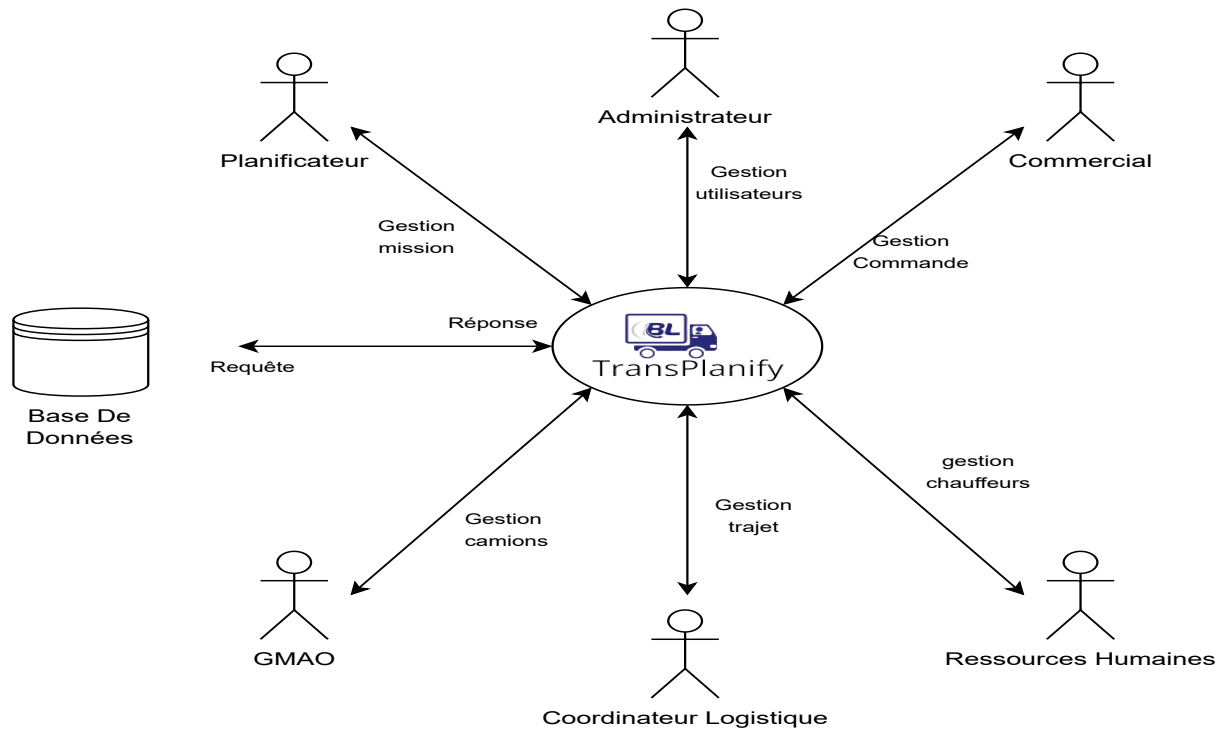 Administrateur
Planificateur
Commercial
Gestion
utilisateurs
Gestion
mission
Gestion
Commande
Réponse
Requête
BL
TransPlanify
Base De
Données
gestion
chauffeurs
Gestion
trajet
Gestion
camions
GMAO
Ressources Humaines
Coordinateur Logistique